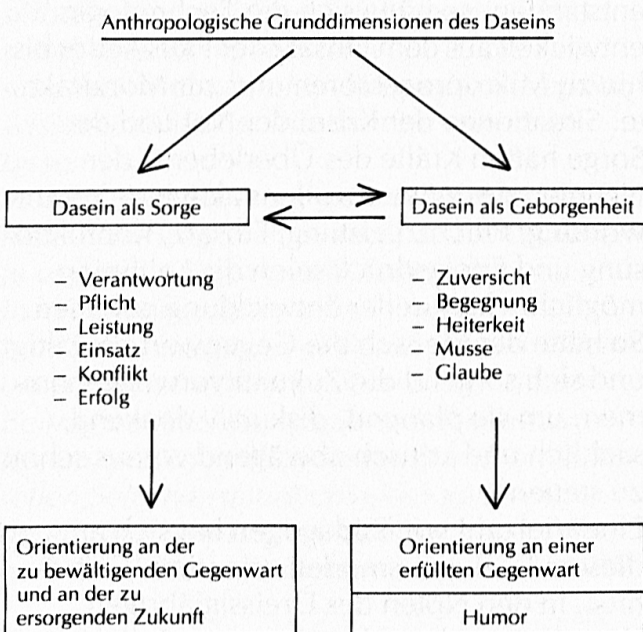 Anthropologische Grunddimensionen des Daseins
Dasein als Sorge
Dasein als Geborgenheit
– Verantwortung
– Pflicht
– Leistung
– Einsatz
– Konflikt
– Erfolg
– Zuversicht
– Begegnung
– Heiterkeit
– Musse
– Glaube
Orientierung an der
zu bewältigenden Gegenwart
und an der zu
ersorgenden Zukunft
Orientierung an einer
erfüllten Gegenwart
Humor